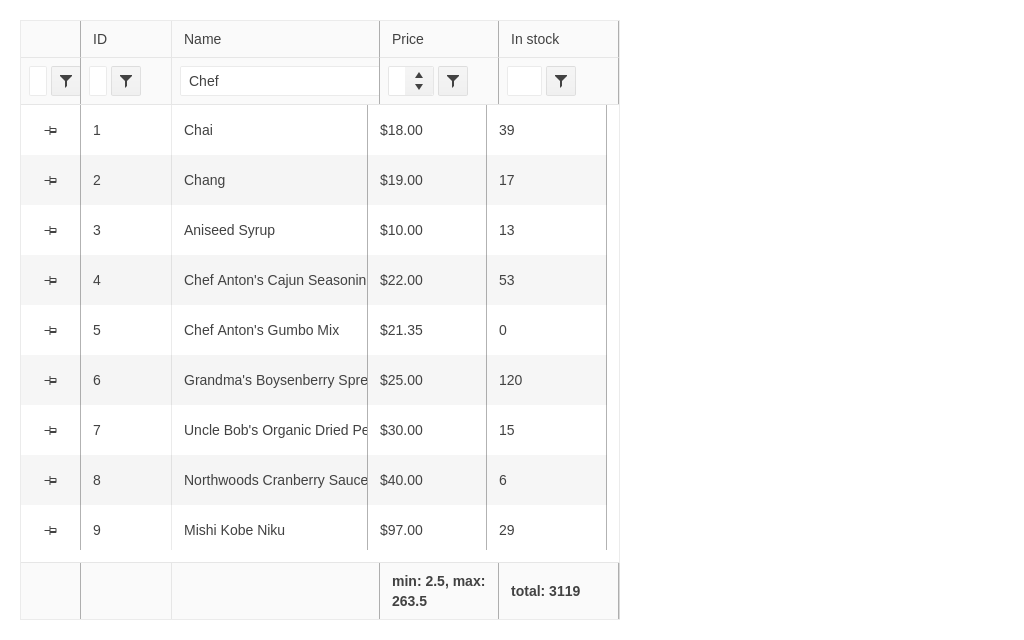 ID Name Price In stock
Chef
1 Chai $18.00 39
2 Chang $19.00 17
3 Aniseed Syrup $10.00 13
4 Chef Anton's Cajun Seasonin $22.00 53
5 Chef Anton's Gumbo Mix $21.35 0
6 Grandma's Boysenberry Spre $25.00 120
7 Uncle Bob's Organic Dried Pe $30.00 15
8 Northwoods Cranberry Sauce $40.00 6
9 Mishi Kobe Niku $97.00 29
min: 2.5, max:
263.5
total: 3119